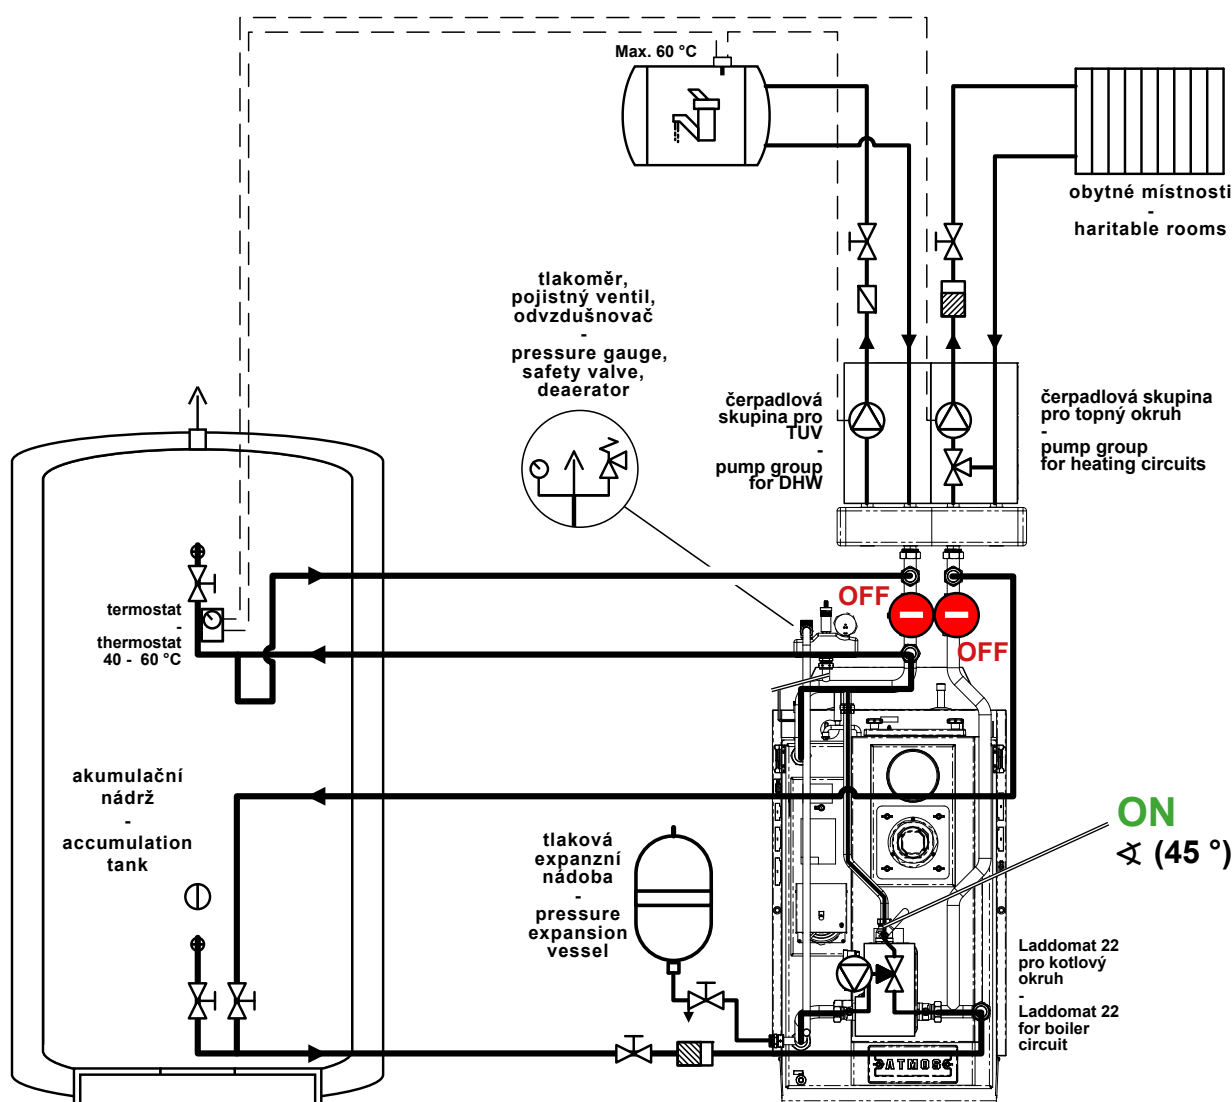 Max. 60 °C
obytné místnosti
-
haritable rooms
tlakoměr,
pojistný ventil,
odvzdušnovač
-
pressure gauge,
safety valve,
deaerator
čerpadlová
skupina pro
TUV
-
pump group
for DHW
čerpadlová skupina
pro topný okruh
-
pump group
for heating circuits
OFF
OFF
termostat
-
thermostat
40 - 60 °C
akumulační
nádrž
-
accumulation
tank
tlaková
expanzní
nádoba
-
pressure
expansion
vessel
ON
∢ (45 °)
Laddomat 22
pro kotlový
okruh
-
Laddomat 22
for boiler
circuit
ATMOS